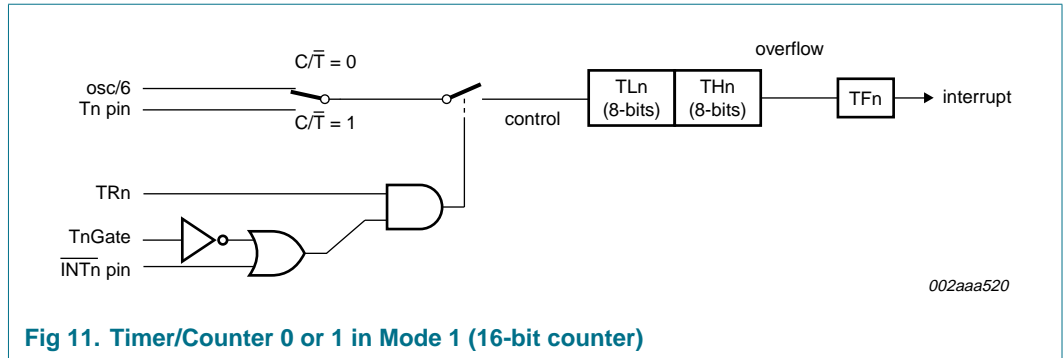 overflow
C/T̅ = 0
osc/6
Tn pin
C/T̅ = 1
control
TLn
(8-bits)
THn
(8-bits)
TFn
interrupt
TRn
TnGate
I̅N̅T̅n̅ pin
002aaa520
Fig 11. Timer/Counter 0 or 1 in Mode 1 (16-bit counter)